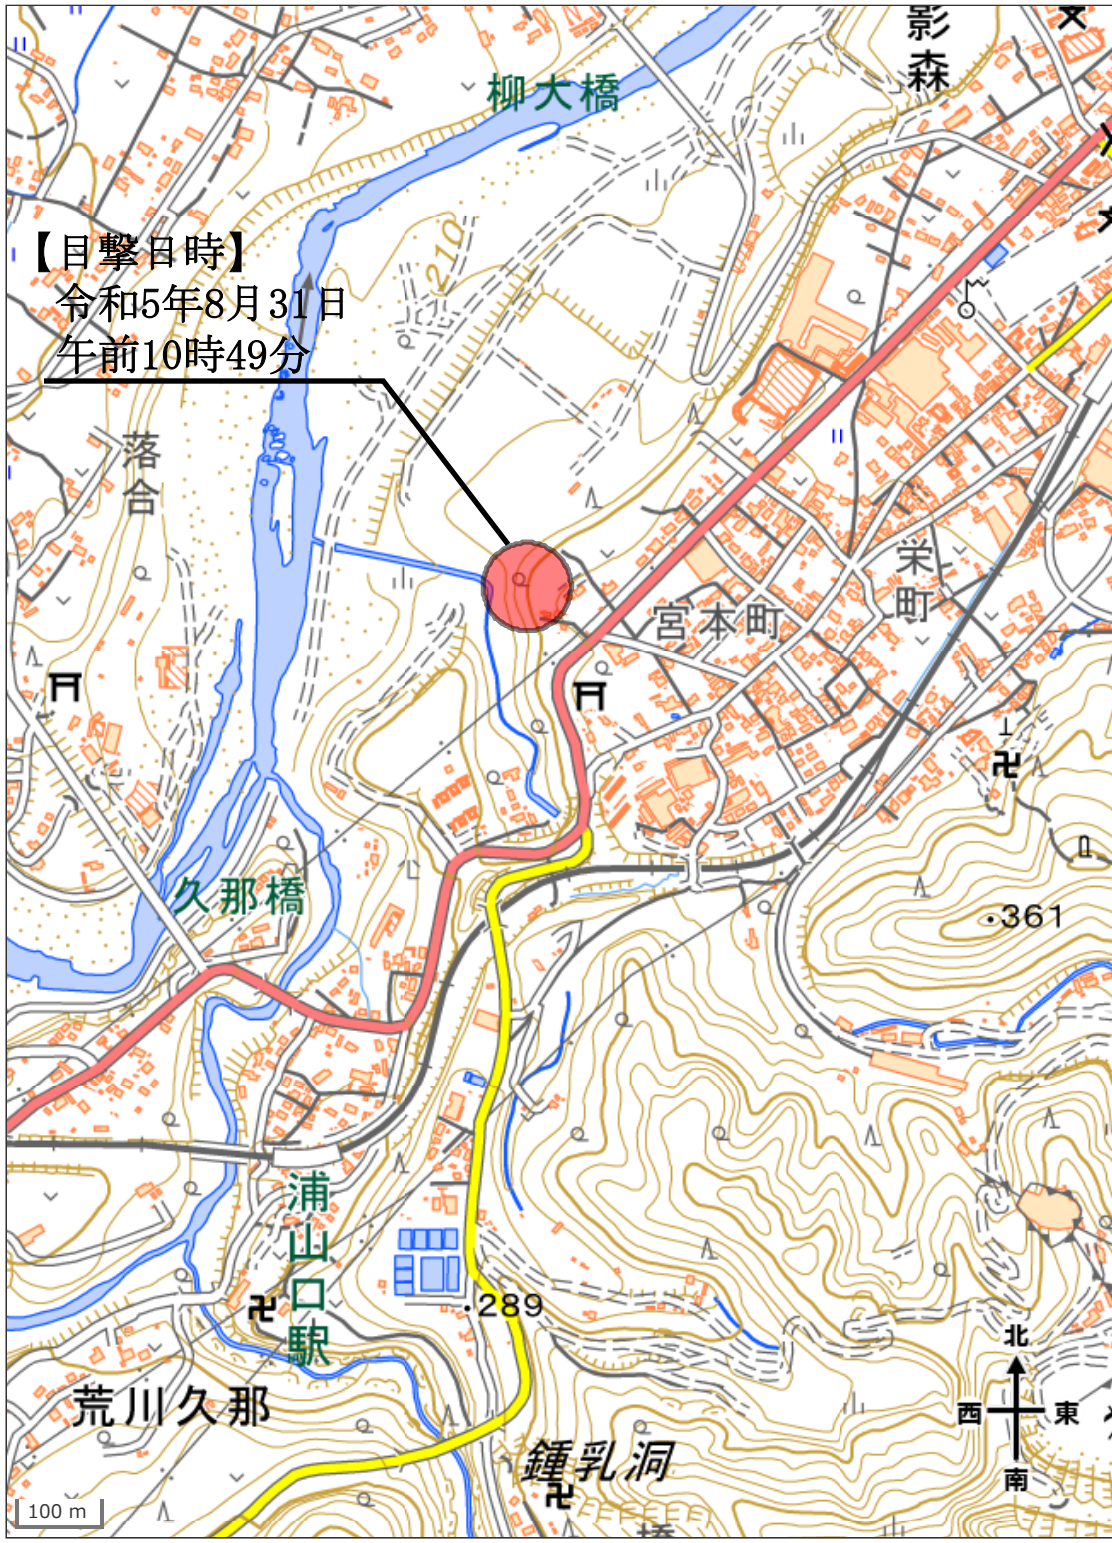 影森
柳大橋
210
【目撃日時】
令和5年8月31日
午前10時49分
落合
栄町
宮本町
久那橋
361
浦山口駅
289
北
西
東
南
荒川久那
鍾乳洞
100 m